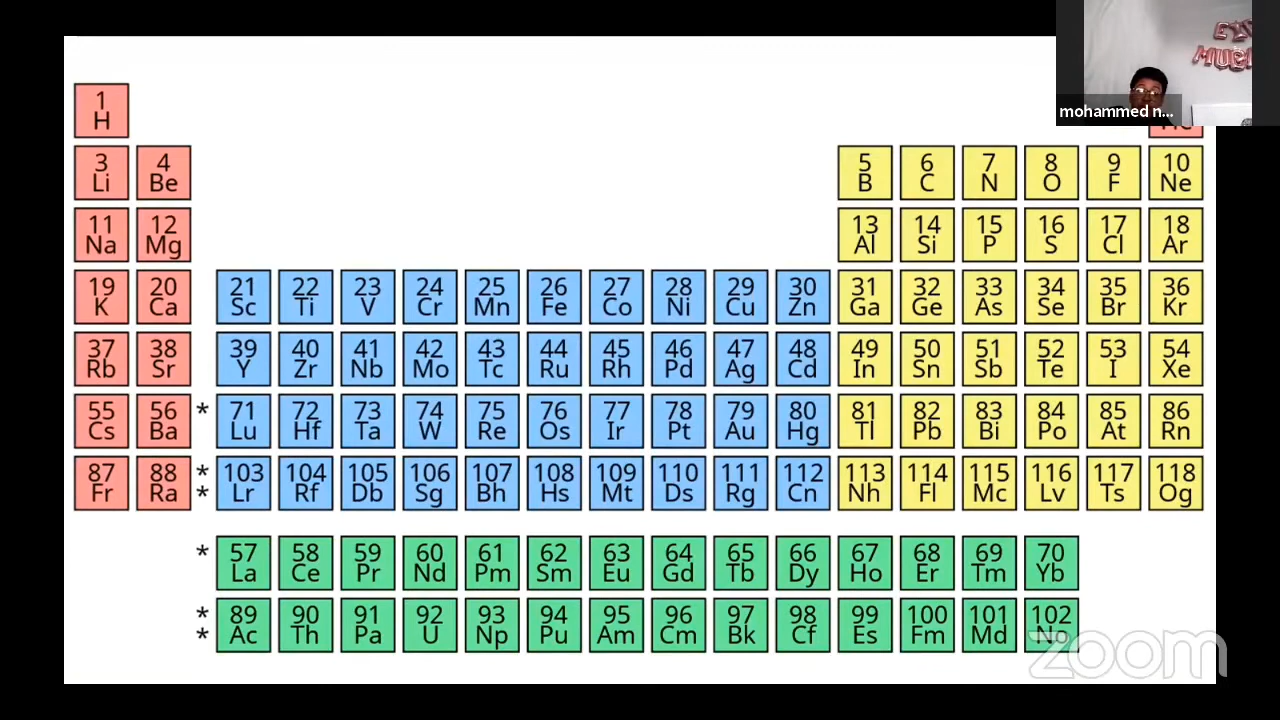 EX
MUC
mohammed n...
1
H
He
3 4 5 6 7 8 9 10
Li Be B C N O F Ne
11 12 13 14 15 16 17 18
Na Mg Al Si P S Cl Ar
19 20 21 22 23 24 25 26 27 28 29 30 31 32 33 34 35 36
K Ca Sc Ti V Cr Mn Fe Co Ni Cu Zn Ga Ge As Se Br Kr
37 38 39 40 41 42 43 44 45 46 47 48 49 50 51 52 53 54
Rb Sr Y Zr Nb Mo Tc Ru Rh Pd Ag Cd In Sn Sb Te I Xe
55 56 * 71 72 73 74 75 76 77 78 79 80 81 82 83 84 85 86
Cs Ba Lu Hf Ta W Re Os Ir Pt Au Hg Tl Pb Bi Po At Rn
87 88 * 103 104 105 106 107 108 109 110 111 112 113 114 115 116 117 118
Fr Ra * Lr Rf Db Sg Bh Hs Mt Ds Rg Cn Nh Fl Mc Lv Ts Og
* 57 58 59 60 61 62 63 64 65 66 67 68 69 70
La Ce Pr Nd Pm Sm Eu Gd Tb Dy Ho Er Tm Yb
* 89 90 91 92 93 94 95 96 97 98 99 100 101 102
* Ac Th Pa U Np Pu Am Cm Bk Cf Es Fm Md No
zoom